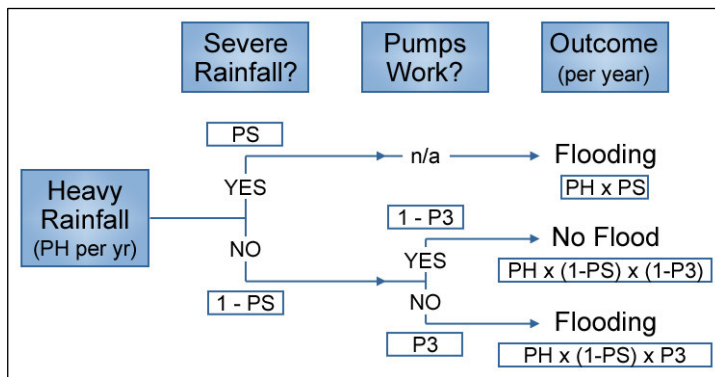 Severe
Rainfall?
Pumps
Work?
Outcome
(per year)
PS
YES
n/a
Flooding
PH x PS
Heavy
Rainfall
(PH per yr)
1 - P3
NO
YES
No Flood
PH x (1-PS) x (1-P3)
1 - PS
NO
P3
Flooding
PH x (1-PS) x P3